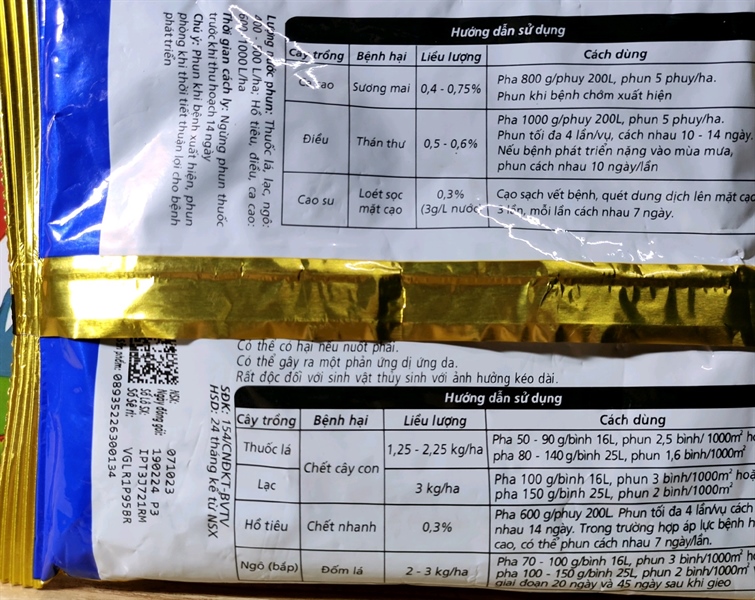 Hướng dẫn sử dụng
Cây trồng Bệnh hại Liều lượng Cách dùng
Sương mai 0,4 - 0,75% Pha 800 g/phuy 200L, phun 5 phuy/ha.
Phun khi bệnh chớm xuất hiện
Điều Thán thư 0,5 - 0,6% Pha 1000 g/phuy 200L, phun 5 phuy/ha.
Phun tối đa 4 lần/vụ, cách nhau 10 - 14 ngày.
Nếu bệnh phát triển nặng vào mùa mưa,
phun cách nhau 10 ngày/lần
Cao su Loét sọc
mặt cạo
0,3%
(3g/L nước
Cao sạch vết bệnh, quét dung dịch lên mặt cạo
3 lần, mỗi lần cách nhau 7 ngày.
Lượng nước phun: Thuốc lá, lạc, ngô:
400 - 500 L/ha; Hồ tiêu, điều, ca cao:
600 - 1000 L/ha
Thời gian cách ly: Ngừng phun thuốc
trước khi thu hoạch 14 ngày
Chú ý: Phun khi bệnh xuất hiện, phun
phòng khi thời tiết thuận lợi cho bệnh
phát triển
Có thể có hại nếu nuốt phải.
Có thể gây ra một phản ứng dị ứng da.
Rất độc đối với sinh vật thủy sinh với ảnh hưởng kéo dài.
Hướng dẫn sử dụng
Cây trồng Bệnh hại Liều lượng Cách dùng
Thuốc lá Chết cây con 1,25 - 2,25 kg/ha Pha 50 - 90 g/bình 16L, phun 2,5 bình/ 1000m²
pha 80 - 140 g/bình 25L, phun 1,6 bình/1000m²
Lạc 3 kg/ha Pha 100 g/bình 16L, phun 3 bình/1000m² hoặ
pha 150 g/bình 25L, phun 2 bình/1000m²
Hồ tiêu Chết nhanh 0,3% Pha 600 g/phuy 200L. Phun tối đa 4 lần/vụ cách
nhau 14 ngày. Trong trường hợp áp lực bệnh
cao, có thể phun cách nhau 7 ngày/lần.
Ngô (bắp) Đốm lá 2 - 3 kg/ha Pha 70 - 100 g/bình 16L, phun 3 bình/1000m²
pha 100 - 150 g/bình 25L, phun 2 bình/1000m²
giai đoạn 20 ngày và 45 ngày sau khi gieo
SĐK: 154/CNĐKT-BVTV
HSD: 24 tháng kể từ NSX
NSX: 071023
Ngày đóng gói: 190224 P3
Số Lô SX: IPT3J721RM
Số Sê ri: VGLK1P95BR
phẩm: 08935226300134